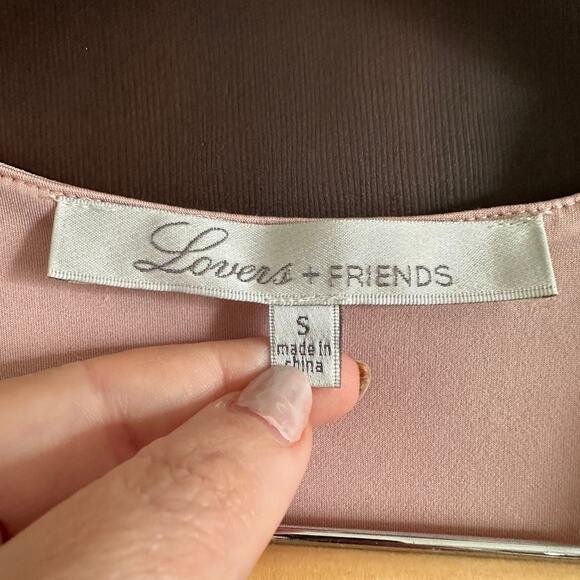 Lovers + FRIENDS
S
made in
china